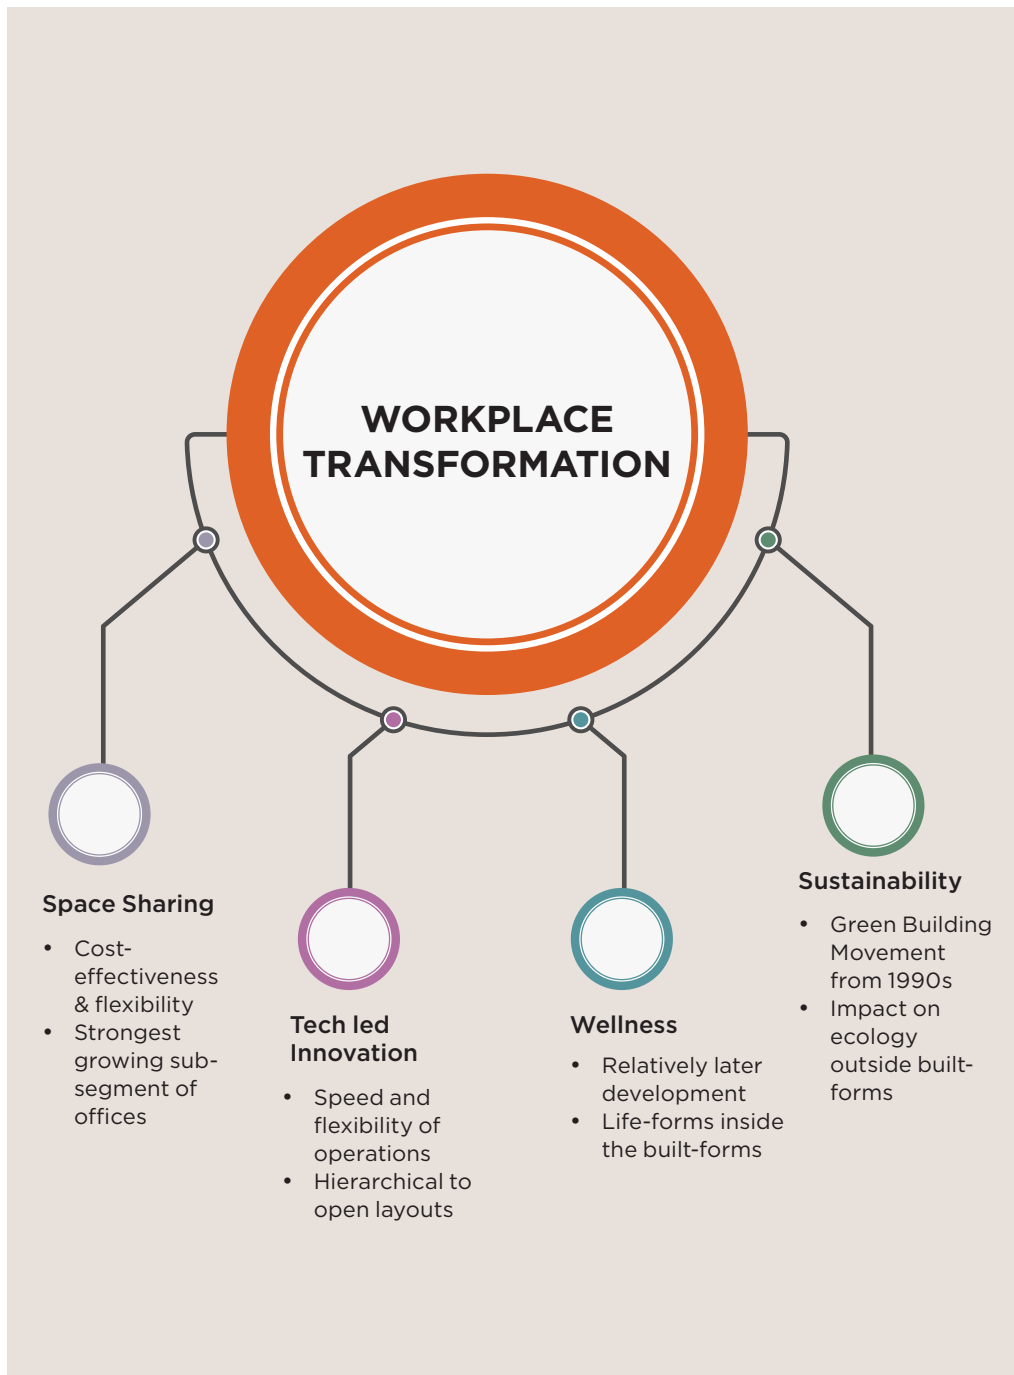 WORKPLACE
TRANSFORMATION
Space Sharing
• Cost-
effectiveness
& flexibility
• Strongest
growing sub-
segment of
offices
Tech led
Innovation
• Speed and
flexibility of
operations
• Hierarchical to
open layouts
Wellness
• Relatively later
development
• Life-forms inside
the built-forms
Sustainability
• Green Building
Movement
from 1990s
• Impact on
ecology
outside built-
forms